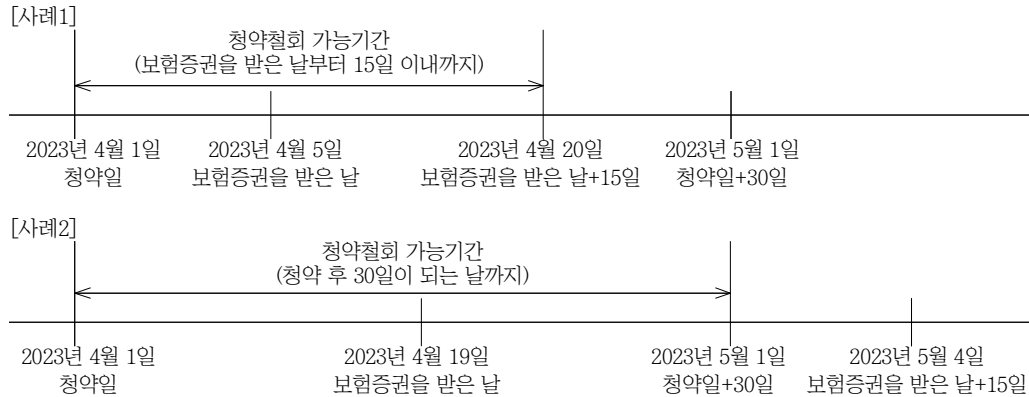 [사례1]
청약철회 가능기간
(보험증권을 받은 날부터 15일 이내까지)
2023년 4월 1일 2023년 4월 5일 2023년 4월 20일 2023년 5월 1일
청약일 보험증권을 받은 날 보험증권을 받은 날+15일 청약일+30일
[사례2]
청약철회 가능기간
(청약 후 30일이 되는 날까지)
2023년 4월 1일 2023년 4월 19일 2023년 5월 1일 2023년 5월 4일
청약일 보험증권을 받은 날 청약일+30일 보험증권을 받은 날+15일